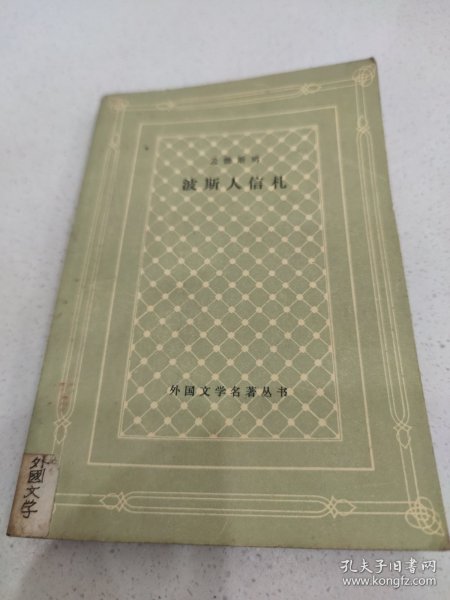 孟德斯鸠
波斯人信札
外国文学名著丛书
外國文学
孔夫子旧书网
www.kongfz.com